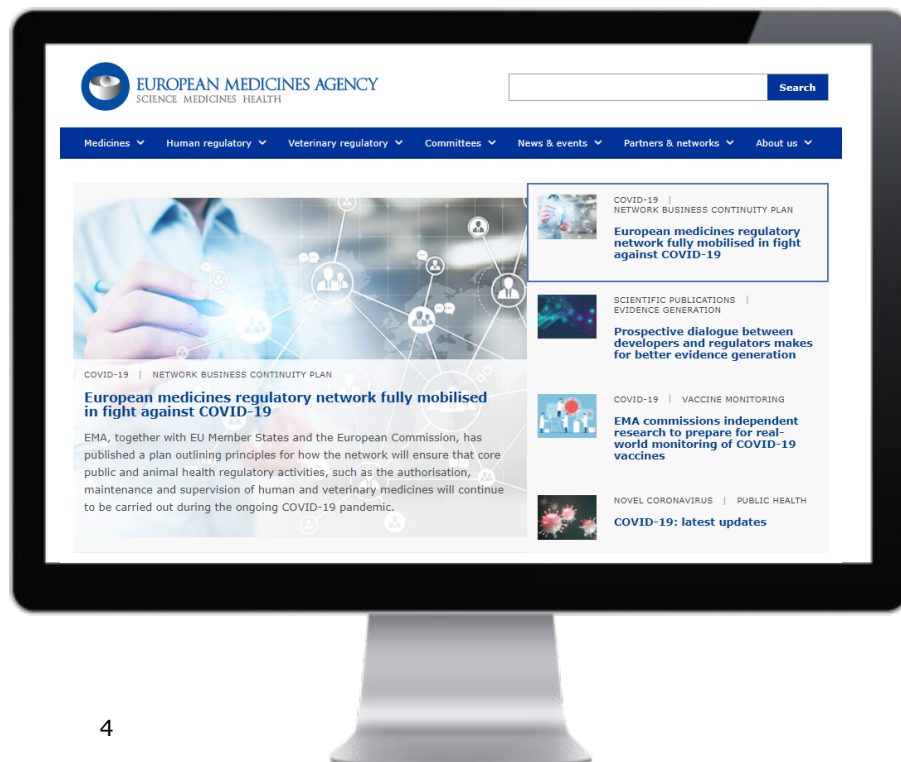 EUROPEAN MEDICINES AGENCY
SCIENCE MEDICINES HEALTH
Search
Medicines
Human regulatory
Veterinary regulatory
Committees
News & events
Partners & networks
About us
COVID-19 | NETWORK BUSINESS CONTINUITY PLAN
European medicines regulatory network fully mobilised
in fight against COVID-19
EMA, together with EU Member States and the European Commission, has
published a plan outlining principles for how the network will ensure that core
public and animal health regulatory activities, such as the authorisation,
maintenance and supervision of human and veterinary medicines will continue
to be carried out during the ongoing COVID-19 pandemic.
COVID-19 |
NETWORK BUSINESS CONTINUITY PLAN
European medicines regulatory
network fully mobilised in fight
against COVID-19
SCIENTIFIC PUBLICATIONS |
EVIDENCE GENERATION
Prospective dialogue between
developers and regulators makes
for better evidence generation
COVID-19 | VACCINE MONITORING
EMA commissions independent
research to prepare for real-
world monitoring of COVID-19
vaccines
NOVEL CORONAVIRUS | PUBLIC HEALTH
COVID-19: latest updates
4